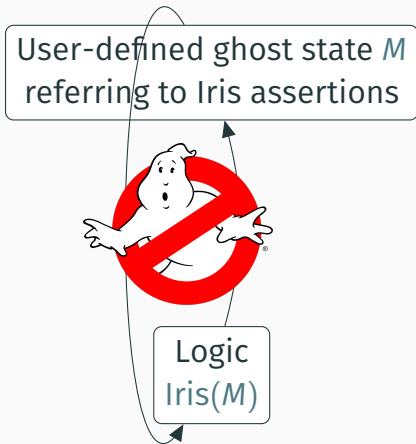 User-defined ghost state M
referring to Iris assertions
®
Logic
Iris(M)